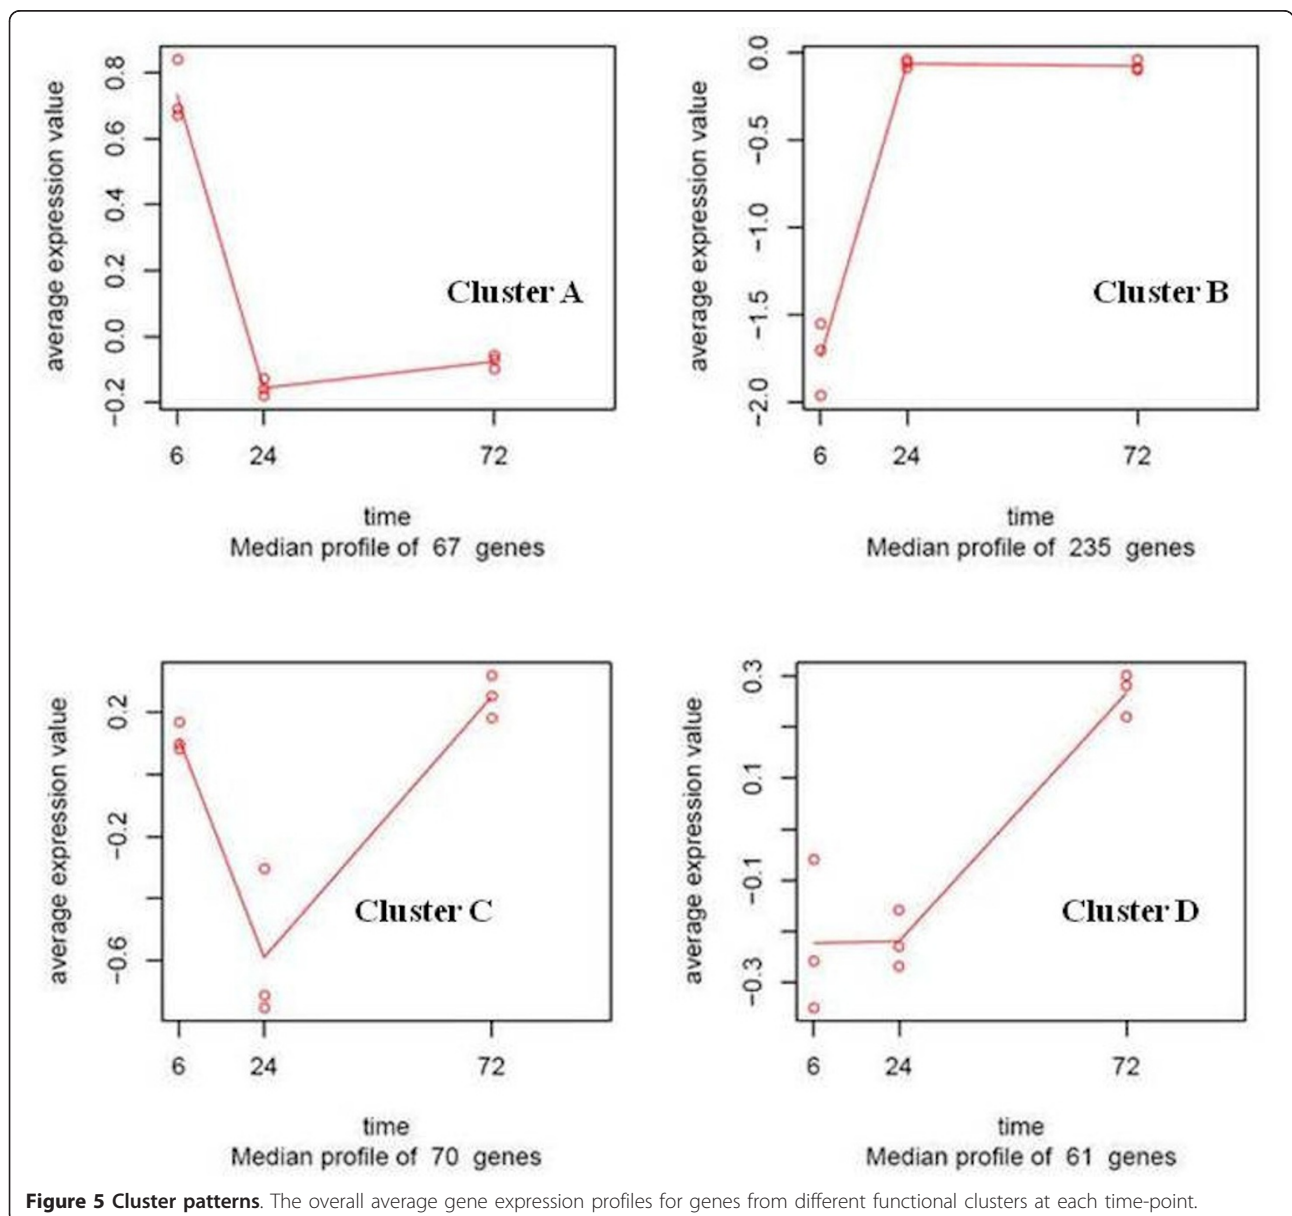 average expression value
0.8
0.6
0.4
0.2
0.0
−0.2
Cluster A
6 24 72
time
Median profile of 67 genes
average expression value
0.0
−0.5
−1.0
−1.5
−2.0
Cluster B
6 24 72
time
Median profile of 235 genes
average expression value
0.2
−0.2
−0.6
Cluster C
6 24 72
time
Median profile of 70 genes
average expression value
0.3
0.1
−0.1
−0.3
Cluster D
6 24 72
time
Median profile of 61 genes
Figure 5 Cluster patterns. The overall average gene expression profiles for genes from different functional clusters at each time-point.